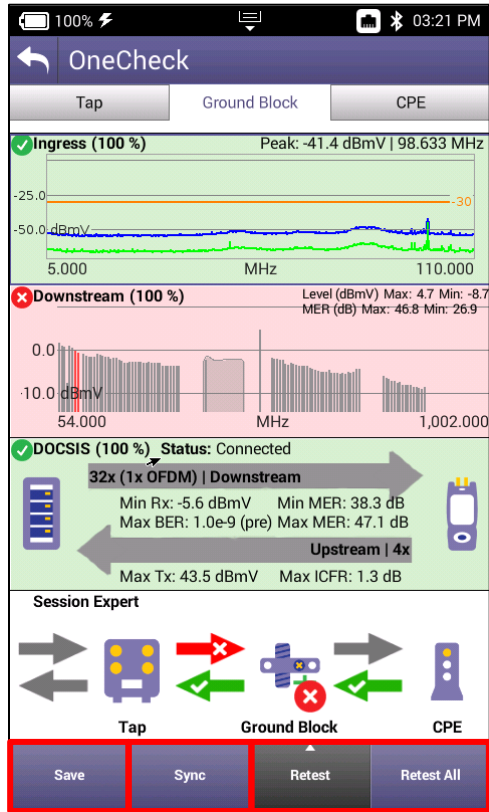 100% 03:21 PM
OneCheck
Tap Ground Block CPE
Ingress (100 %) Peak: -41.4 dBmV | 98.633 MHz
-25.0
-30
-50.0 dBmV
5.000 MHz 110.000
Downstream (100 %) Level (dBmV) Max: 4.7 Min: -8.7
MER (dB) Max: 46.8 Min: 26.9
0.0
-10.0 dBmV
54.000 MHz 1,002.000
DOCSIS (100 %) Status: Connected
32x (1x OFDM) | Downstream
Min Rx: -5.6 dBmV Min MER: 38.3 dB
Max BER: 1.0e-9 (pre) Max MER: 47.1 dB
Upstream | 4x
Max Tx: 43.5 dBmV Max ICFR: 1.3 dB
Session Expert
Tap Ground Block CPE
Save Sync Retest Retest All